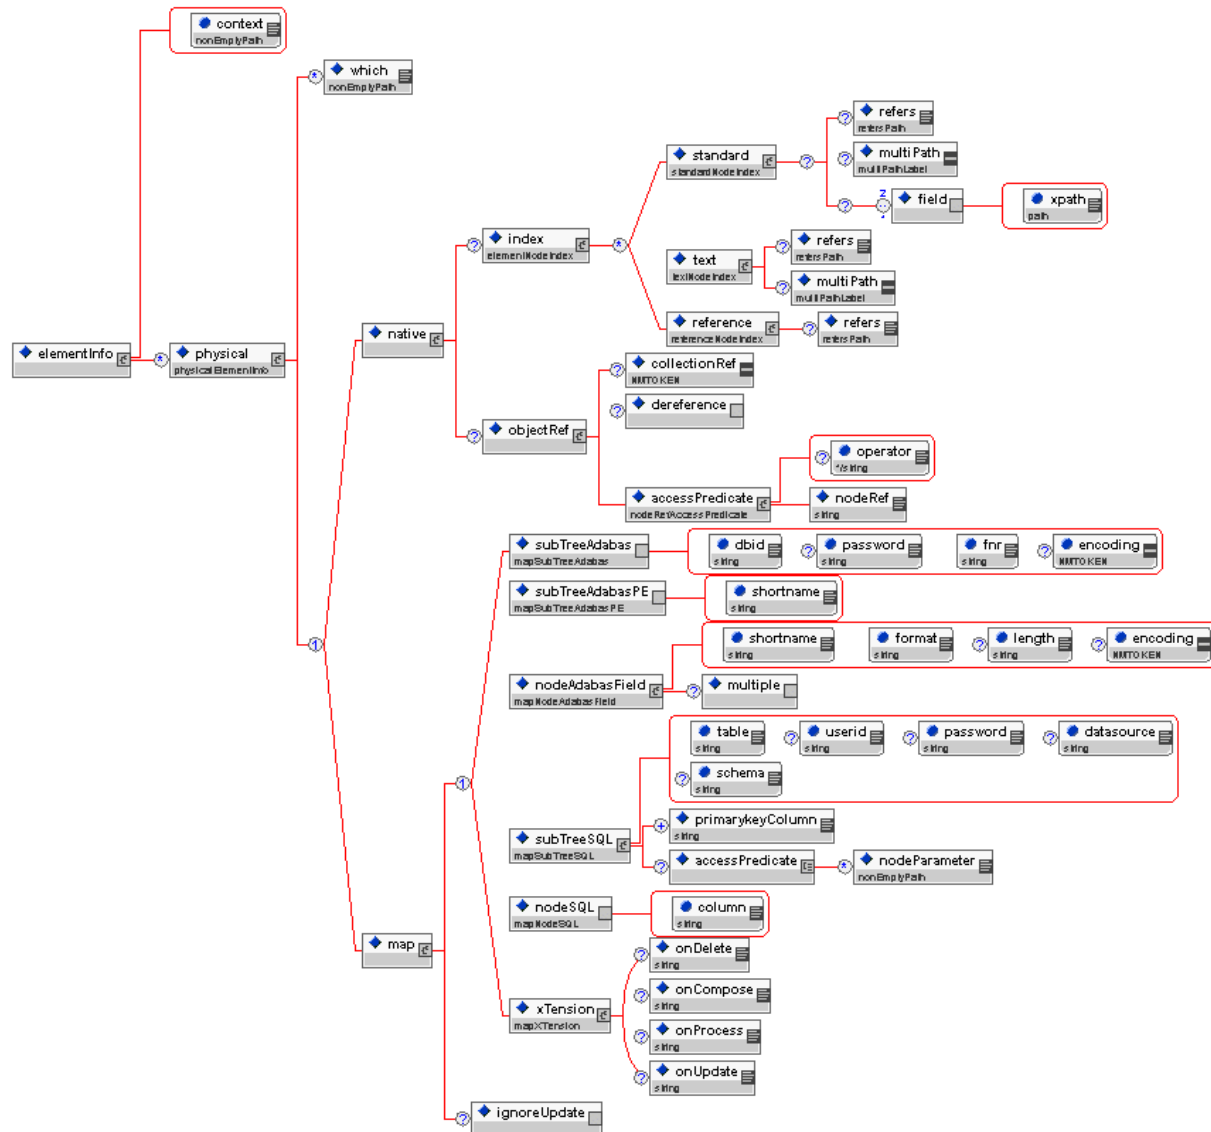 context
nonEmptyPath
which
nonEmptyPath
refers
refersPath
standard
standardNodeIndex
multiPath
multiPathLabel
field
xpath
path
index
elementNodeIndex
text
textNodeIndex
refers
refersPath
multiPath
multiPathLabel
native
reference
referenceNodeIndex
refers
refersPath
elementInfo
physical
physicalElementInfo
collectionRef
NMTOKEN
dereference
objectRef
operator
*/string
accessPredicate
nodeRefAccessPredicate
nodeRef
string
subTreeAdabas
mapSubTreeAdabas
dbid
string
password
string
fnr
string
encoding
NMTOKEN
subTreeAdabasPE
mapSubTreeAdabasPE
shortname
string
shortname
string
format
string
length
string
encoding
NMTOKEN
nodeAdabasField
mapNodeAdabasField
multiple
table
string
userid
string
password
string
datasource
string
schema
string
subTreeSQL
mapSubTreeSQL
primarykeyColumn
string
accessPredicate
nodeParameter
nonEmptyPath
nodeSQL
mapNodeSQL
column
string
map
onDelete
string
xTension
mapXTension
onCompose
string
onProcess
string
onUpdate
string
ignoreUpdate